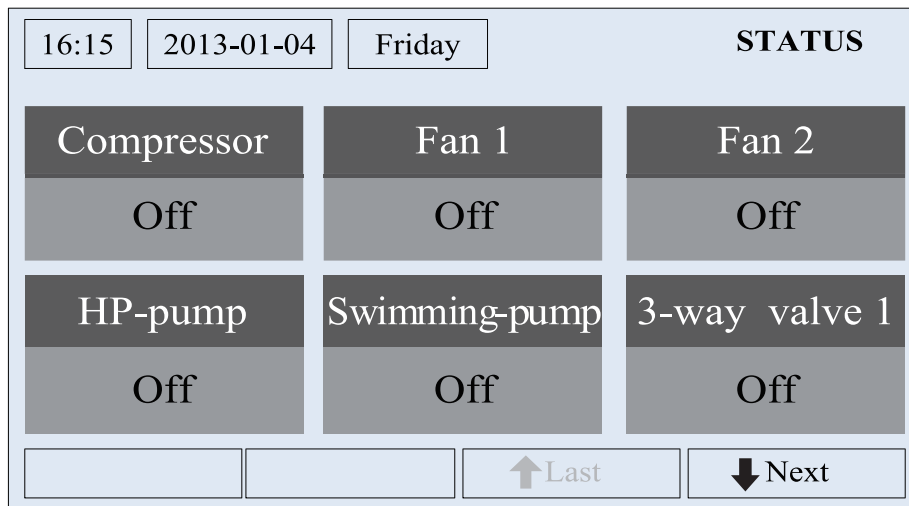 16:15 2013-01-04 Friday STATUS
Compressor Fan 1 Fan 2
Off Off Off
HP-pump Swimming-pump 3-way valve 1
Off Off Off
Last Next